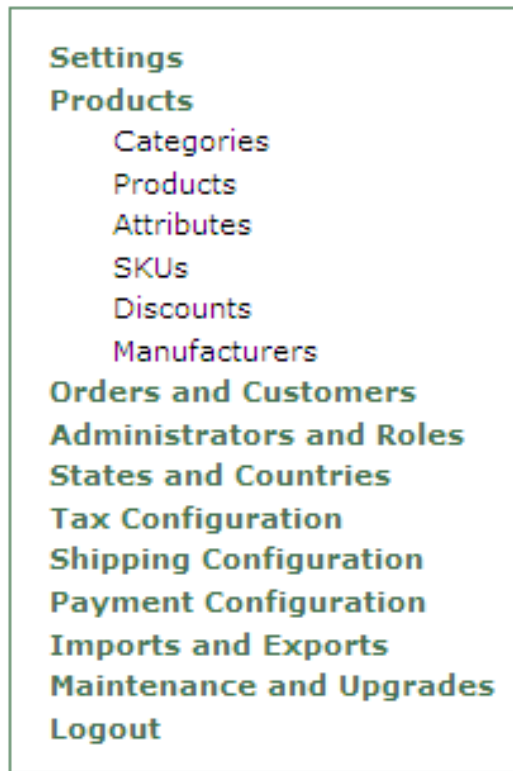 Settings
Products
Categories
Products
Attributes
SKUs
Discounts
Manufacturers
Orders and Customers
Administrators and Roles
States and Countries
Tax Configuration
Shipping Configuration
Payment Configuration
Imports and Exports
Maintenance and Upgrades
Logout